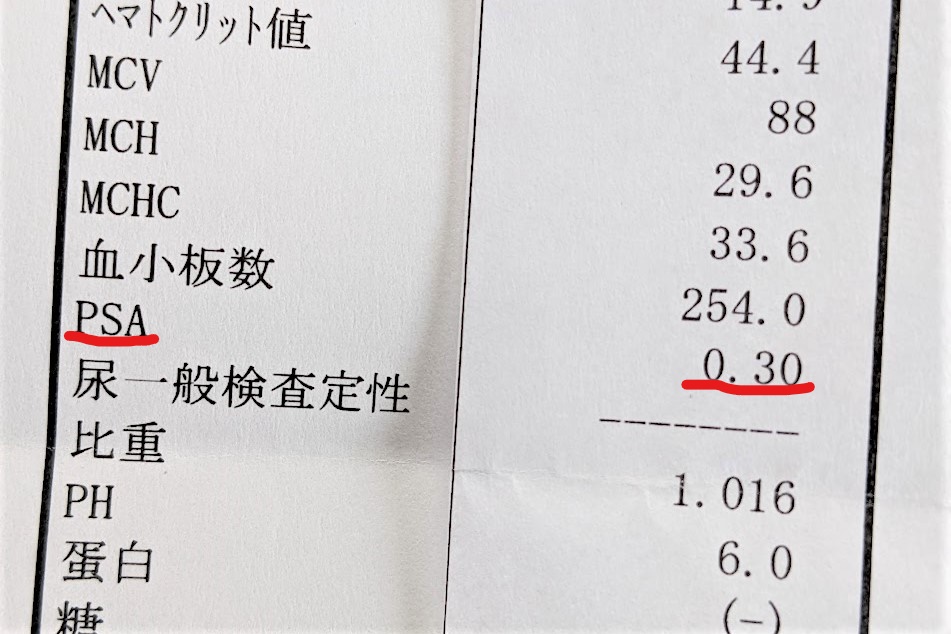 ﾍﾏﾄｸﾘｯﾄ値 44.4
MCV 88
MCH 29.6
MCHC 33.6
血小板数 254.0
PSA 0.30
尿一般検査定性 ---------
比重 1.016
PH 6.0
蛋白 (-)
糖